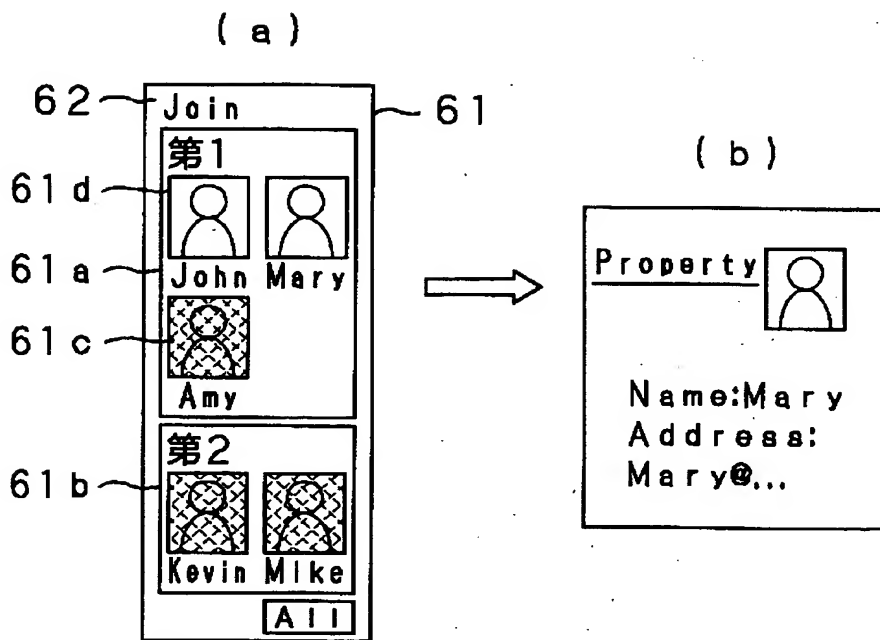 (a)
62
Join
61
第1
61d
John Mary
61a
61c
Amy
第2
61b
Kevin Mike
All
(b)
Property
Name:Mary
Address:
Mary@...